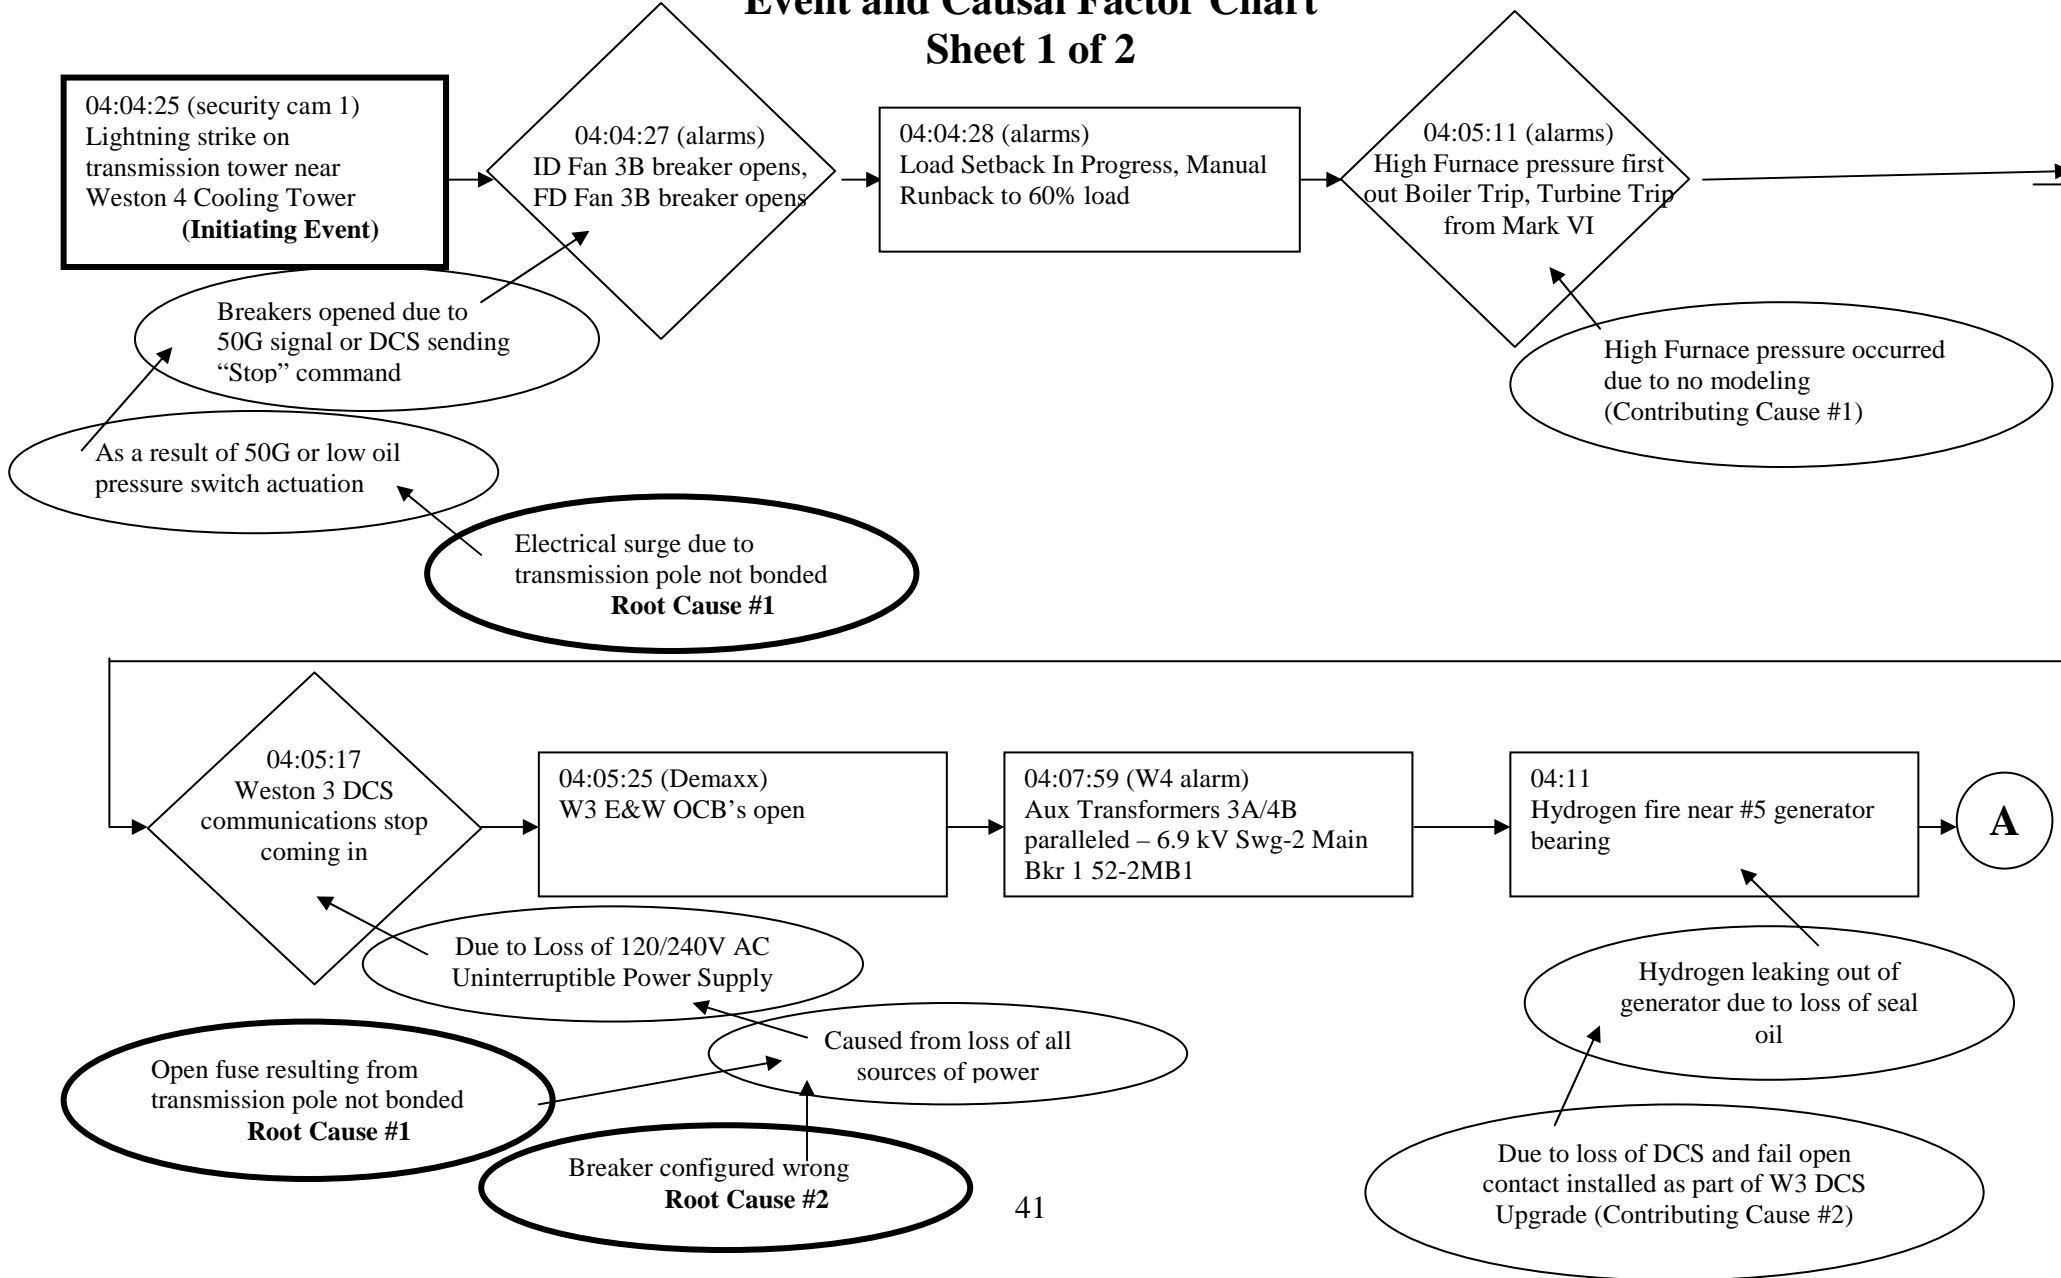 Event and Causal Factor Chart
Sheet 1 of 2
04:04:25 (security cam 1)
Lightning strike on
transmission tower near
Weston 4 Cooling Tower
(Initiating Event)
04:04:27 (alarms)
ID Fan 3B breaker opens,
FD Fan 3B breaker opens
04:04:28 (alarms)
Load Setback In Progress, Manual
Runback to 60% load
04:05:11 (alarms)
High Furnace pressure first
out Boiler Trip, Turbine Trip
from Mark VI
Breakers opened due to
50G signal or DCS sending
“Stop” command
High Furnace pressure occurred
due to no modeling
(Contributing Cause #1)
As a result of 50G or low oil
pressure switch actuation
Electrical surge due to
transmission pole not bonded
Root Cause #1
04:05:17
Weston 3 DCS
communications stop
coming in
04:05:25 (Demaxx)
W3 E&W OCB’s open
04:07:59 (W4 alarm)
Aux Transformers 3A/4B
paralleled – 6.9 kV Swg-2 Main
Bkr 1 52-2MB1
04:11
Hydrogen fire near #5 generator
bearing
A
Due to Loss of 120/240V AC
Uninterruptible Power Supply
Hydrogen leaking out of
generator due to loss of seal
oil
Caused from loss of all
sources of power
Open fuse resulting from
transmission pole not bonded
Root Cause #1
Breaker configured wrong
Root Cause #2
Due to loss of DCS and fail open
contact installed as part of W3 DCS
Upgrade (Contributing Cause #2)
41